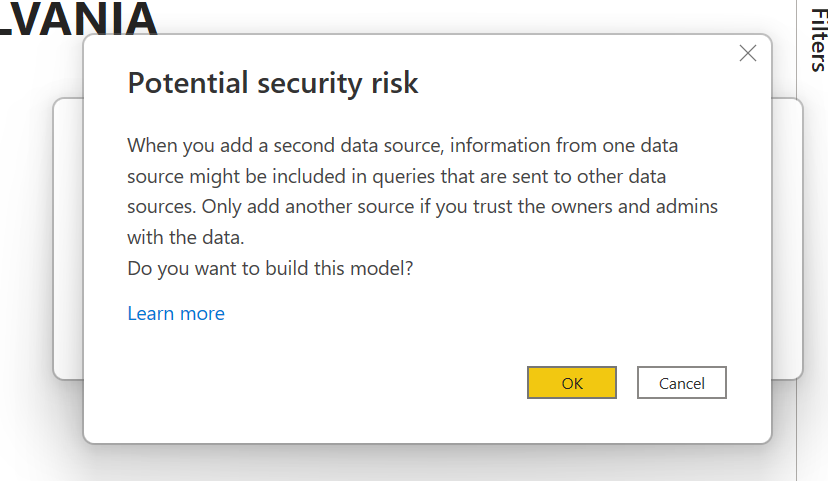 LVANIA
Filters
Potential security risk
When you add a second data source, information from one data
source might be included in queries that are sent to other data
sources. Only add another source if you trust the owners and admins
with the data.
Do you want to build this model?
Learn more
OK
Cancel